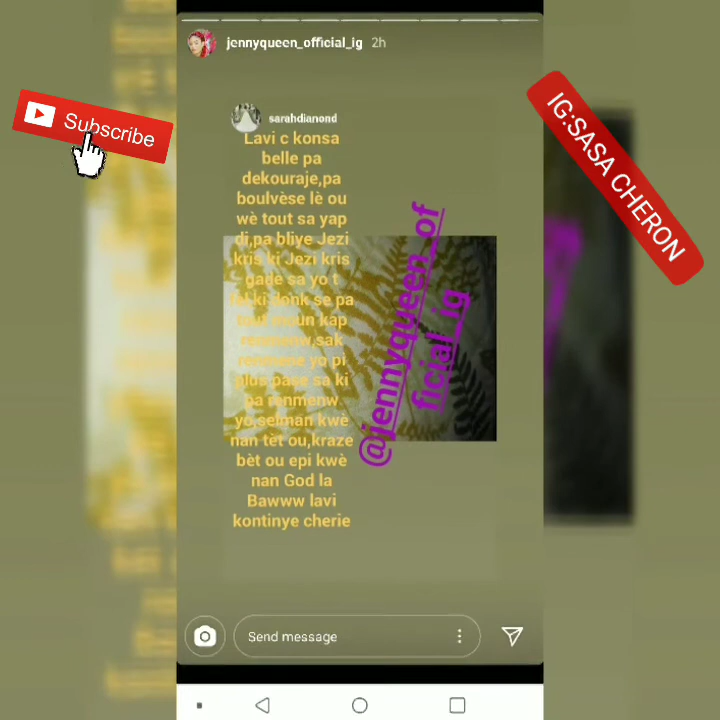 jennyqueen_official_ig 2h
Subscribe
IG:SASA CHERON
sarahdianond
Lavi c konsa
belle pa
dekouraje,pa
boulvèse lè ou
wè tout sa yap
di,pa bliye Jezi
kris ki Jezi kris
gade sa yo t
fel ki donk se pa
tout moun kap
renmenw,sak
renmenw yo pi
plus pase sa ki
pa renmenw
yo,selman kwè
nan tèt ou,kraze
bèt ou epi kwè
nan God la
Bawww lavi
kontinye cherie
@jennyqueen_of
ficial_ig
Send message